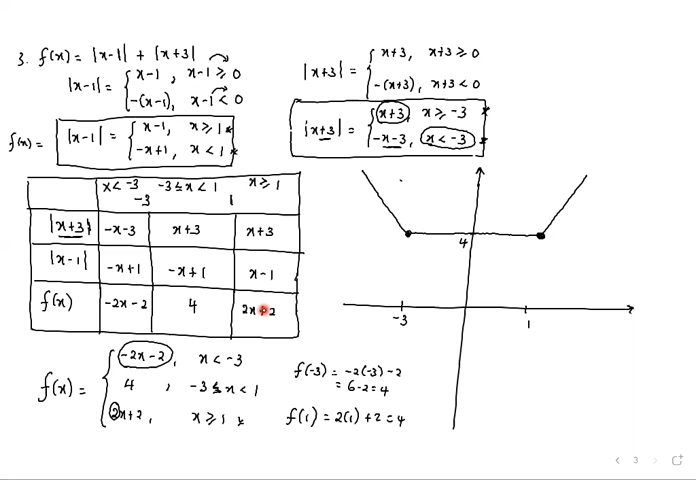 3. f(x) = |x-1| + |x+3|
|x-1| = { x-1 , x-1 ≥ 0
-(x-1), x-1 < 0
|x+3| = { x+3, x+3 ≥ 0
-(x+3), x+3 < 0
f(x) = |x-1| = { x-1, x ≥ 1
-x+1, x < 1
|x+3| = { x+3, x ≥ -3
-x-3, x < -3
x < -3 -3 ≤ x < 1 x ≥ 1
-3 1
|x+3| -x-3 x+3 x+3
|x-1| -x+1 -x+1 x-1
f(x) -2x-2 4 2x+2
4
-3 1
f(x) = { -2x-2, x < -3
4 , -3 ≤ x < 1
2x+2, x ≥ 1
f(-3) = -2(-3) - 2
= 6-2 = 4
f(1) = 2(1) + 2 = 4
< 3 >